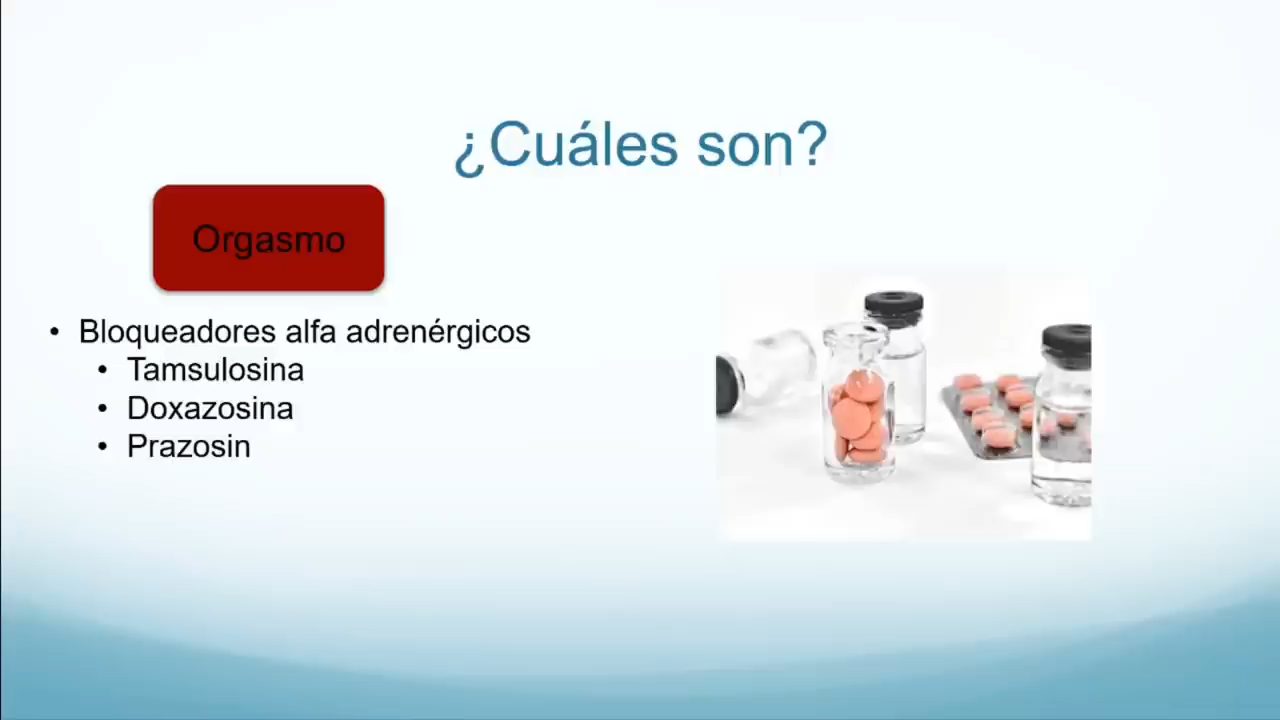 ¿Cuáles son?
Orgasmo
• Bloqueadores alfa adrenérgicos
• Tamsulosina
• Doxazosina
• Prazosin